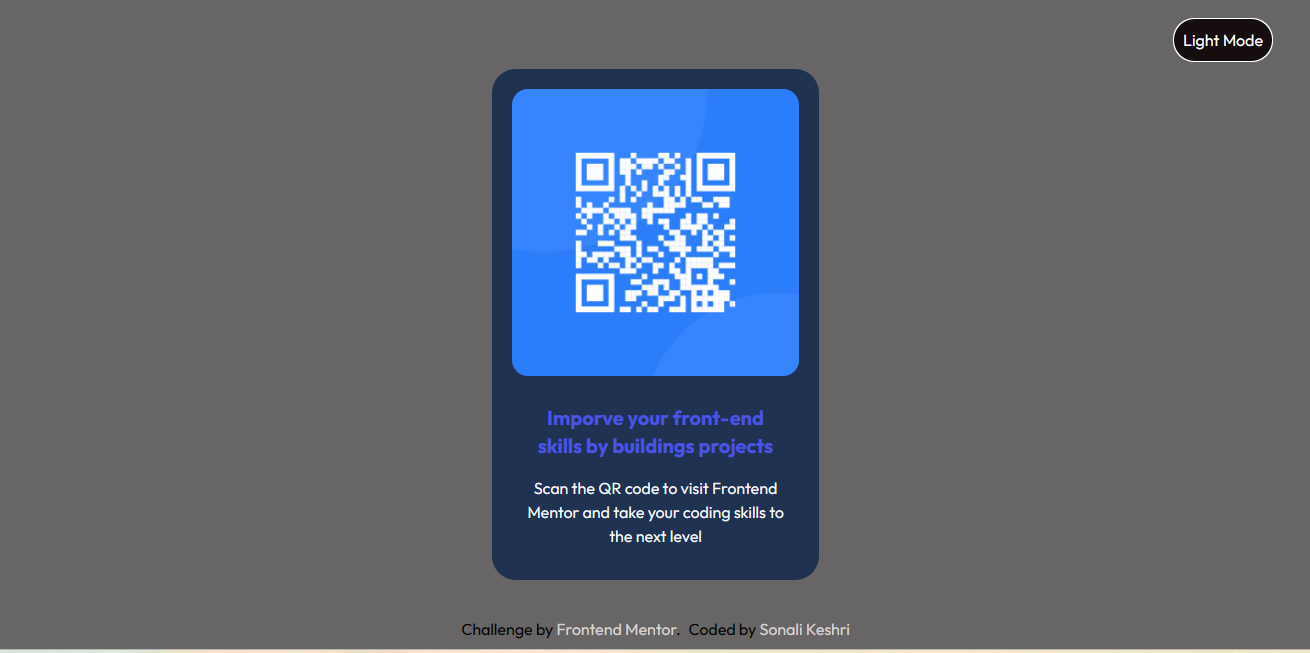 Light Mode
Imporve your front-end
skills by buildings projects
Scan the QR code to visit Frontend
Mentor and take your coding skills to
the next level
Challenge by Frontend Mentor. Coded by Sonali Keshri